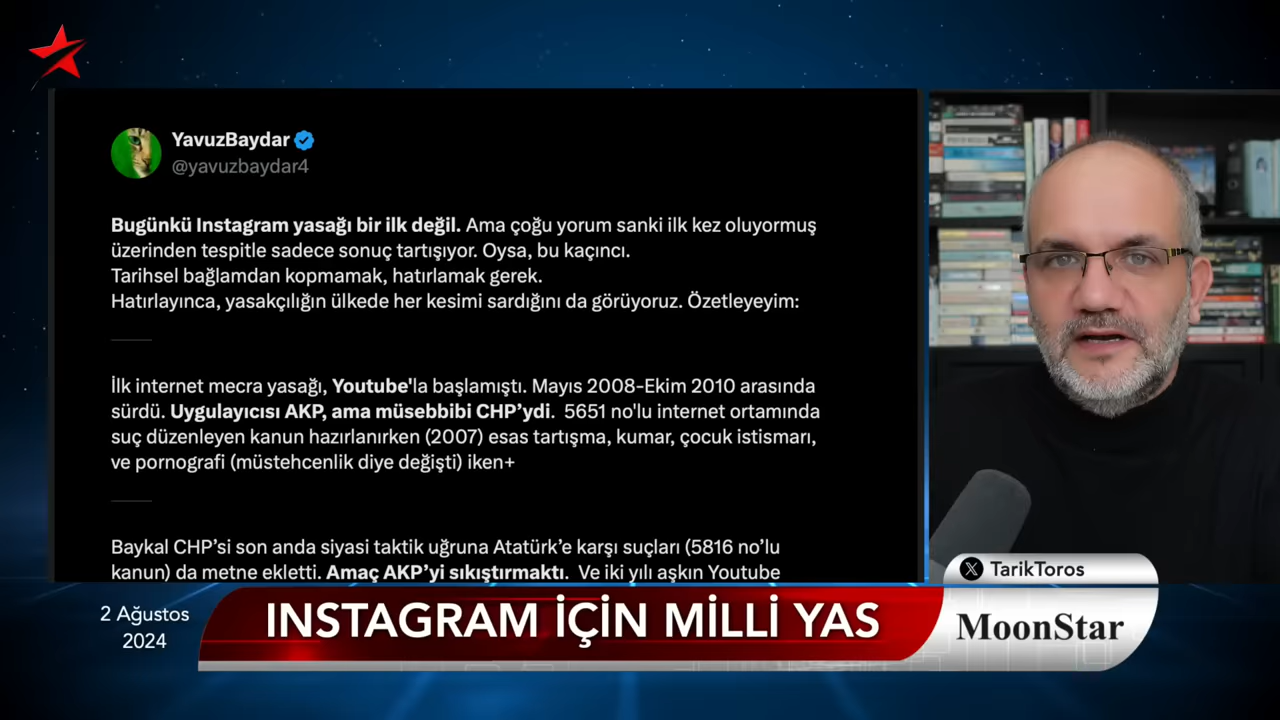 YavuzBaydar
@yavuzbaydar4
Bugünkü Instagram yasağı bir ilk değil. Ama çoğu yorum sanki ilk kez oluyormuş
üzerinden tespitle sadece sonuç tartışıyor. Oysa, bu kaçıncı.
Tarihsel bağlamdan kopmamak, hatırlamak gerek.
Hatırlayınca, yasakçılığın ülkede her kesimi sardığını da görüyoruz. Özetleyeyim:
İlk internet mecra yasağı, Youtube'la başlamıştı. Mayıs 2008-Ekim 2010 arasında
sürdü. Uygulayıcısı AKP, ama müsebbibi CHP’ydi. 5651 no'lu internet ortamında
suç düzenleyen kanun hazırlanırken (2007) esas tartışma, kumar, çocuk istismarı,
ve pornografi (müstehcenlik diye değişti) iken+
Baykal CHP’si son anda siyasi taktik uğruna Atatürk’e karşı suçları (5816 no’lu
kanun) da metne ekletti. Amaç AKP’yi sıkıştırmaktı. Ve iki yılı aşkın Youtube
TarikToros
2 Ağustos
2024
INSTAGRAM İÇİN MİLLİ YAS
MoonStar